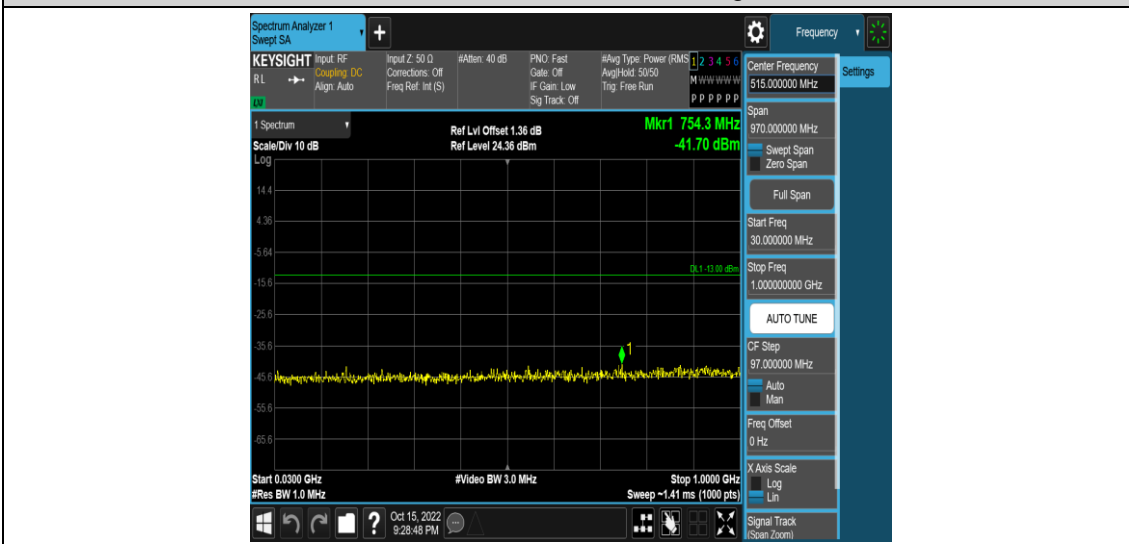 Spectrum Analyzer 1
Swept SA
+
Frequency
KEYSIGHT
RL
LNI
Input: RF
Coupling: DC
Align: Auto
Input Z: 50 Ω
Corrections: Off
Freq Ref: Int (S)
#Atten: 40 dB
PNO: Fast
Gate: Off
IF Gain: Low
Sig Track: Off
#Avg Type: Power (RMS
Avg|Hold: 50/50
Trig: Free Run
1 2 3 4 5 6
M W W W W W
P P P P P P
1 Spectrum
Scale/Div 10 dB
Ref Lvl Offset 1.36 dB
Ref Level 24.36 dBm
Mkr1 754.3 MHz
-41.70 dBm
Log
14.4
4.36
-5.64
DL1 -13.00 dBm
-15.6
-25.6
-35.6
1
-45.6
-55.6
-65.6
Start 0.0300 GHz
#Res BW 1.0 MHz
#Video BW 3.0 MHz
Stop 1.0000 GHz
Sweep ~1.41 ms (1000 pts)
?
Oct 15, 2022
9:28:48 PM
Center Frequency
515.000000 MHz
Settings
Span
970.000000 MHz
Swept Span
Zero Span
Full Span
Start Freq
30.000000 MHz
Stop Freq
1.000000000 GHz
AUTO TUNE
CF Step
97.000000 MHz
Auto
Man
Freq Offset
0 Hz
X Axis Scale
Log
Lin
Signal Track
(Span Zoom)